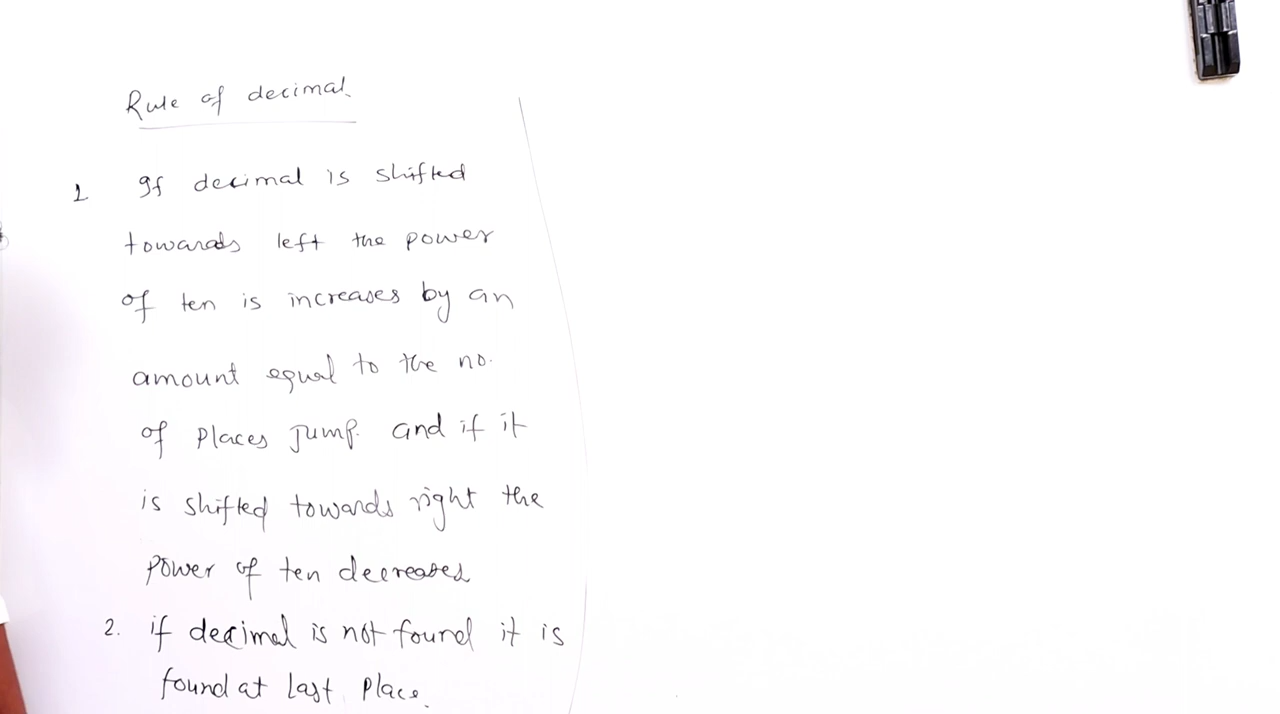 Rule of decimal
1 If decimal is shifted
towards left the power
of ten is increases by an
amount equal to the no.
of places jump. and if it
is shifted towards right the
power of ten decreases
2. if decimal is not found it is
found at last place.